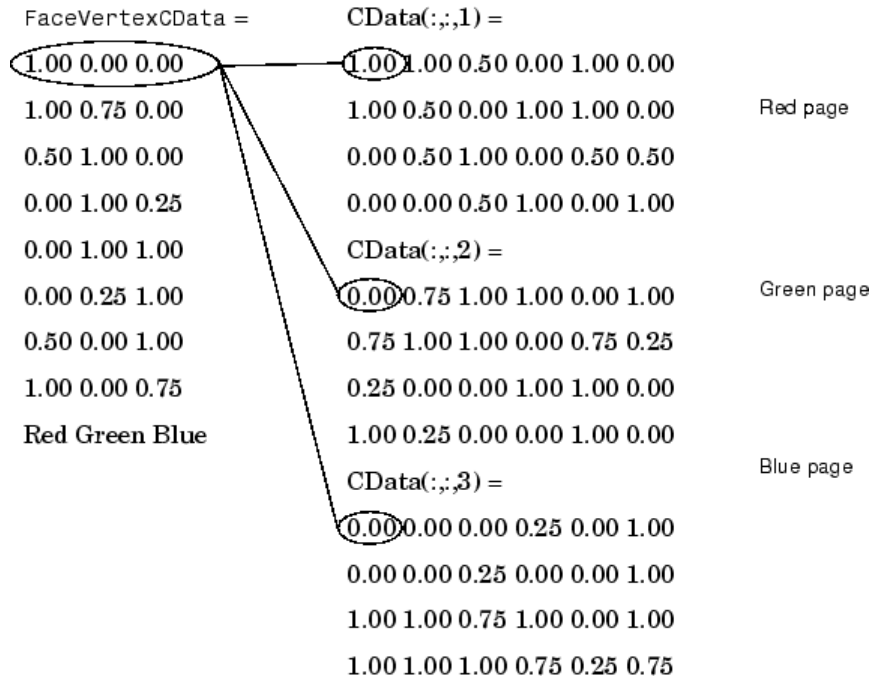 FaceVertexCData =
1.00 0.00 0.00
1.00 0.75 0.00
0.50 1.00 0.00
0.00 1.00 0.25
0.00 1.00 1.00
0.00 0.25 1.00
0.50 0.00 1.00
1.00 0.00 0.75
Red Green Blue
CData(:,:,1) =
1.00 1.00 0.50 0.00 1.00 0.00
1.00 0.50 0.00 1.00 1.00 0.00
0.00 0.50 1.00 0.00 0.50 0.50
0.00 0.00 0.50 1.00 0.00 1.00
Red page
CData(:,:,2) =
0.00 0.75 1.00 1.00 0.00 1.00
0.75 1.00 1.00 0.00 0.75 0.25
0.25 0.00 0.00 1.00 1.00 0.00
1.00 0.25 0.00 0.00 1.00 0.00
Green page
CData(:,:,3) =
0.00 0.00 0.00 0.25 0.00 1.00
0.00 0.00 0.25 0.00 0.00 1.00
1.00 1.00 0.75 1.00 0.00 1.00
1.00 1.00 1.00 0.75 0.25 0.75
Blue page